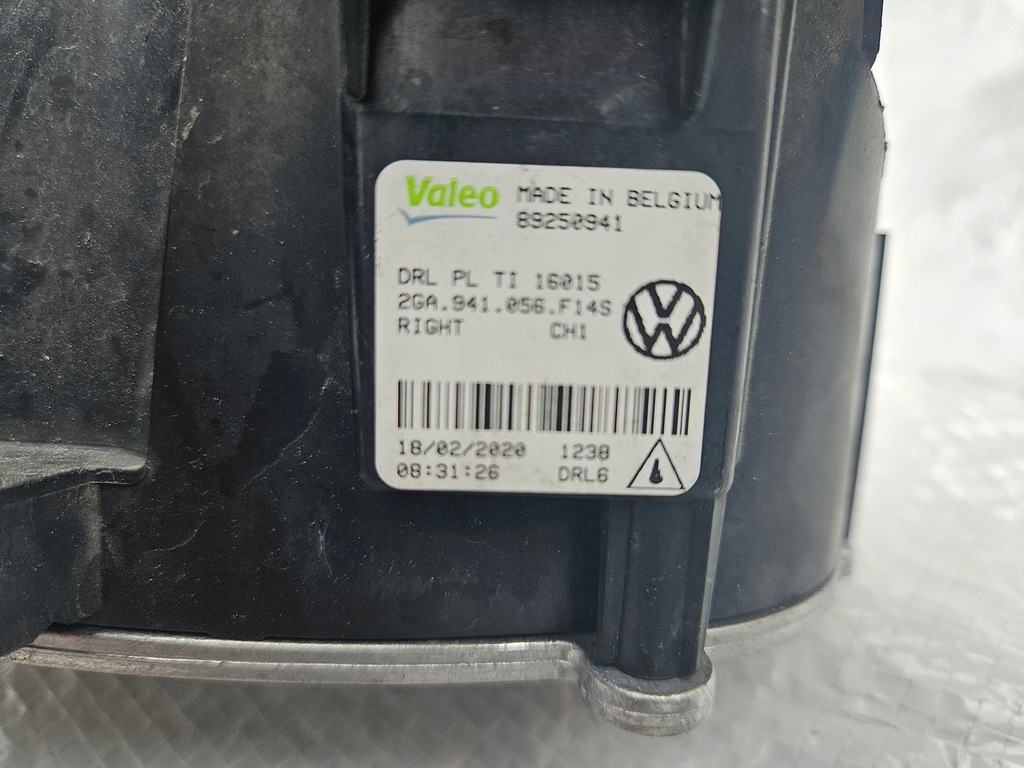 Valeo MADE IN BELGIUM
89250941
DRL PL TI 16015
2GA.941.056.F14S
RIGHT CH1
18/02/2020 1238
08:31:26 DRL6